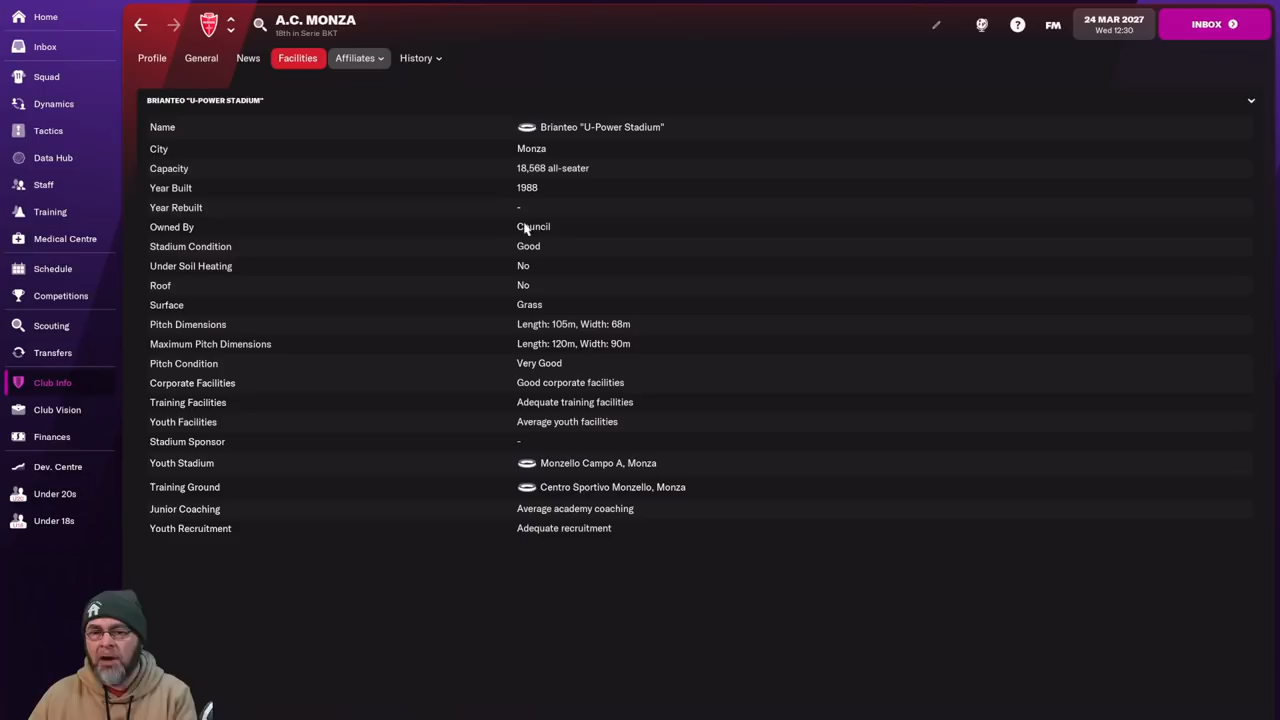 Home
Inbox
Squad
Dynamics
Tactics
Data Hub
Staff
Training
Medical Centre
Schedule
Competitions
Scouting
Transfers
Club Info
Club Vision
Finances
Dev. Centre
Under 20s
Under 18s
A.C. MONZA
18th in Serie BKT
FM
24 MAR 2027
Wed 12:30
INBOX
Profile General News Facilities Affiliates History
BRIANTEO "U-POWER STADIUM"
Name Brianteo "U-Power Stadium"
City Monza
Capacity 18,568 all-seater
Year Built 1988
Year Rebuilt -
Owned By Council
Stadium Condition Good
Under Soil Heating No
Roof No
Surface Grass
Pitch Dimensions Length: 105m, Width: 68m
Maximum Pitch Dimensions Length: 120m, Width: 90m
Pitch Condition Very Good
Corporate Facilities Good corporate facilities
Training Facilities Adequate training facilities
Youth Facilities Average youth facilities
Stadium Sponsor -
Youth Stadium Monzello Campo A, Monza
Training Ground Centro Sportivo Monzello, Monza
Junior Coaching Average academy coaching
Youth Recruitment Adequate recruitment